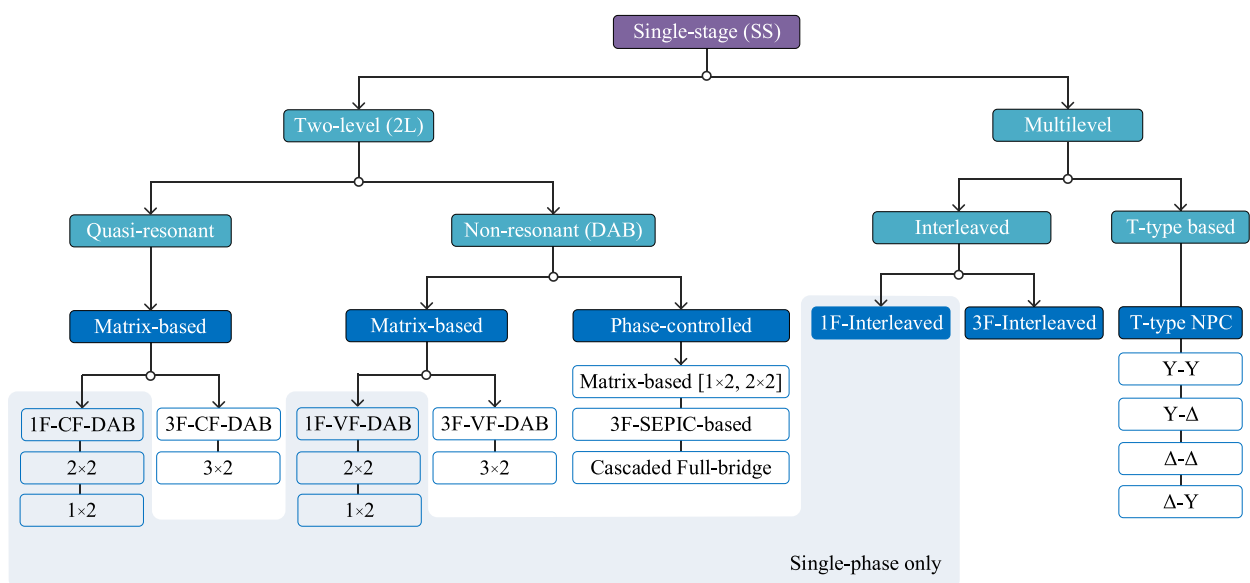 Single-stage (SS)
Two-level (2L)
Multilevel
Quasi-resonant
Non-resonant (DAB)
Interleaved
T-type based
Matrix-based
Matrix-based
Phase-controlled
1F-Interleaved
3F-Interleaved
T-type NPC
Matrix-based [1×2, 2×2]
Y-Y
1F-CF-DAB
3F-CF-DAB
1F-VF-DAB
3F-VF-DAB
3F-SEPIC-based
Y-Δ
2×2
3×2
2×2
3×2
Cascaded Full-bridge
Δ-Δ
1×2
1×2
Δ-Y
Single-phase only